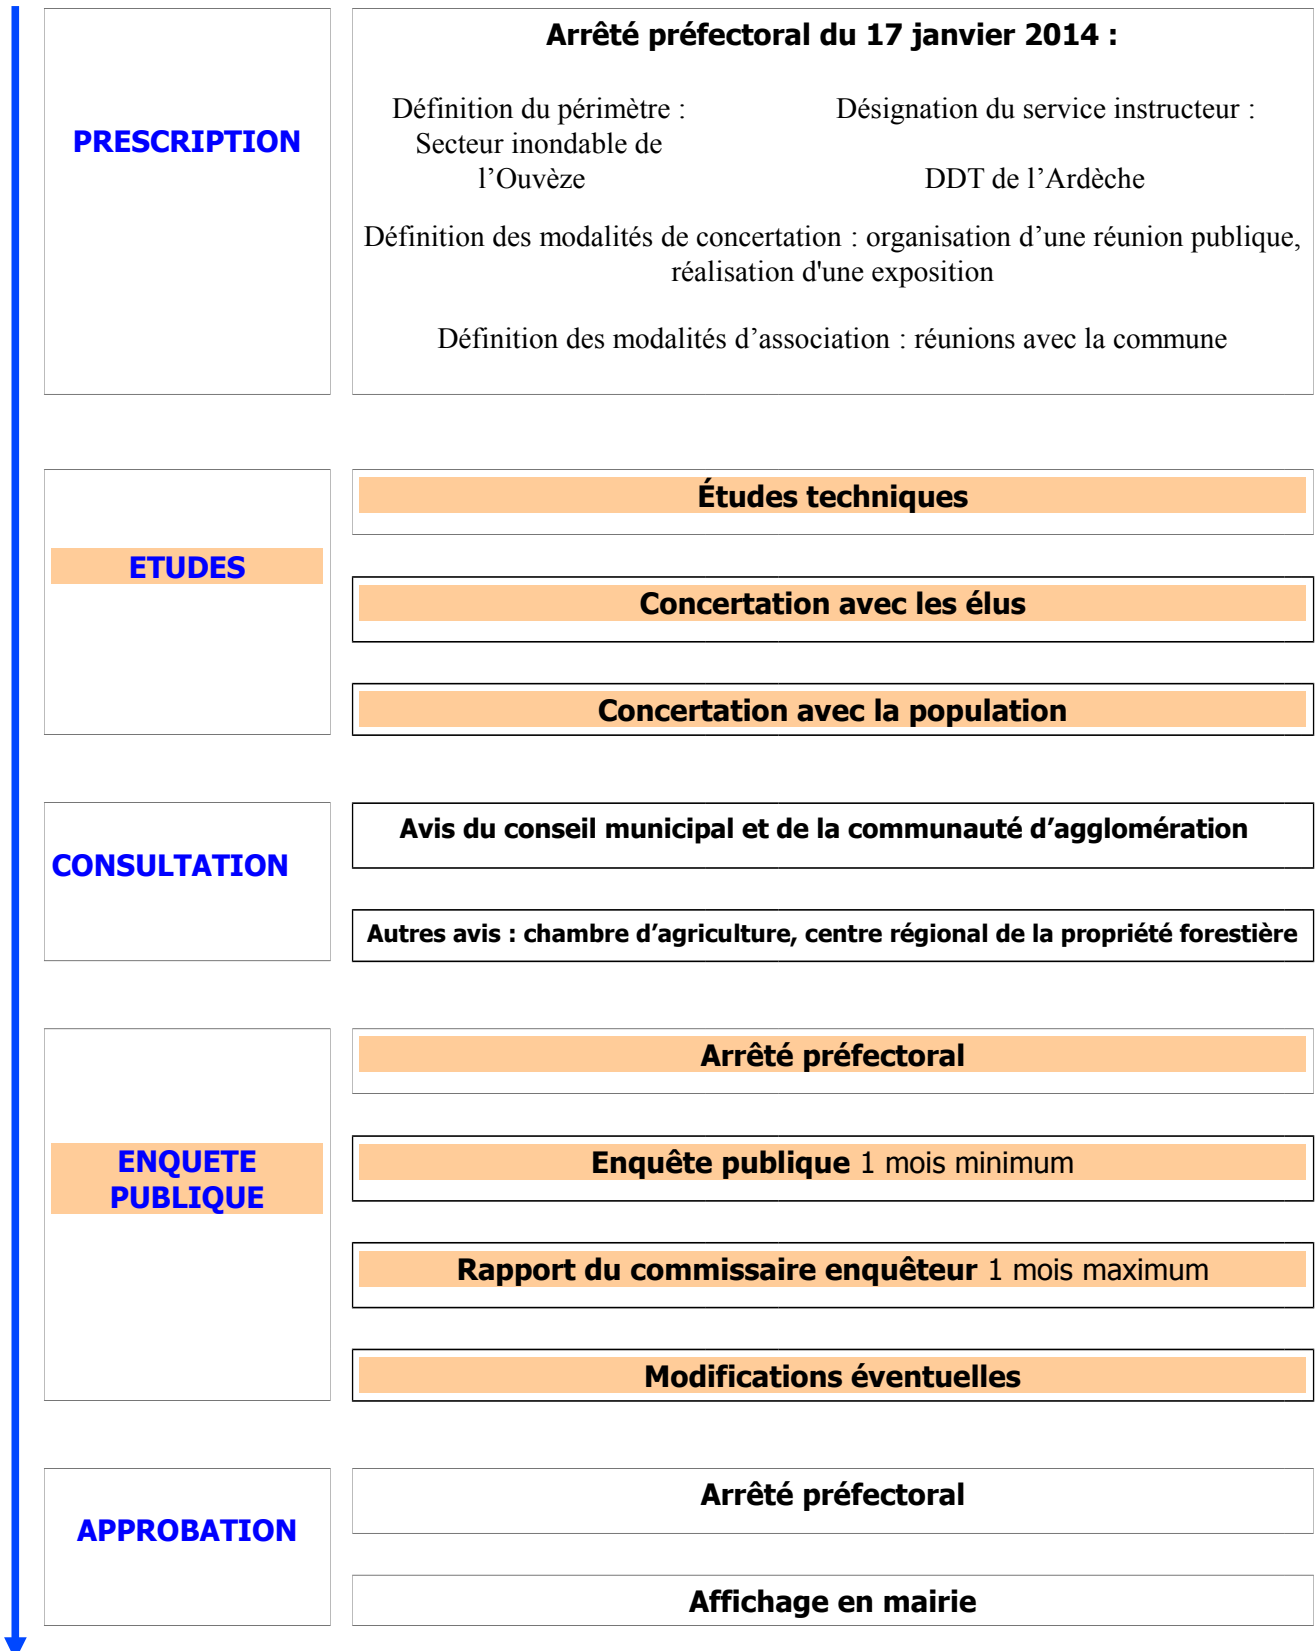 PRESCRIPTION
Arrêté préfectoral du 17 janvier 2014 :
Définition du périmètre :
Secteur inondable de
l’Ouvèze
Désignation du service instructeur :
DDT de l’Ardèche
Définition des modalités de concertation : organisation d’une réunion publique,
réalisation d'une exposition
Définition des modalités d’association : réunions avec la commune
ETUDES
Études techniques
Concertation avec les élus
Concertation avec la population
CONSULTATION
Avis du conseil municipal et de la communauté d’agglomération
Autres avis : chambre d’agriculture, centre régional de la propriété forestière
ENQUETE
PUBLIQUE
Arrêté préfectoral
Enquête publique 1 mois minimum
Rapport du commissaire enquêteur 1 mois maximum
Modifications éventuelles
APPROBATION
Arrêté préfectoral
Affichage en mairie